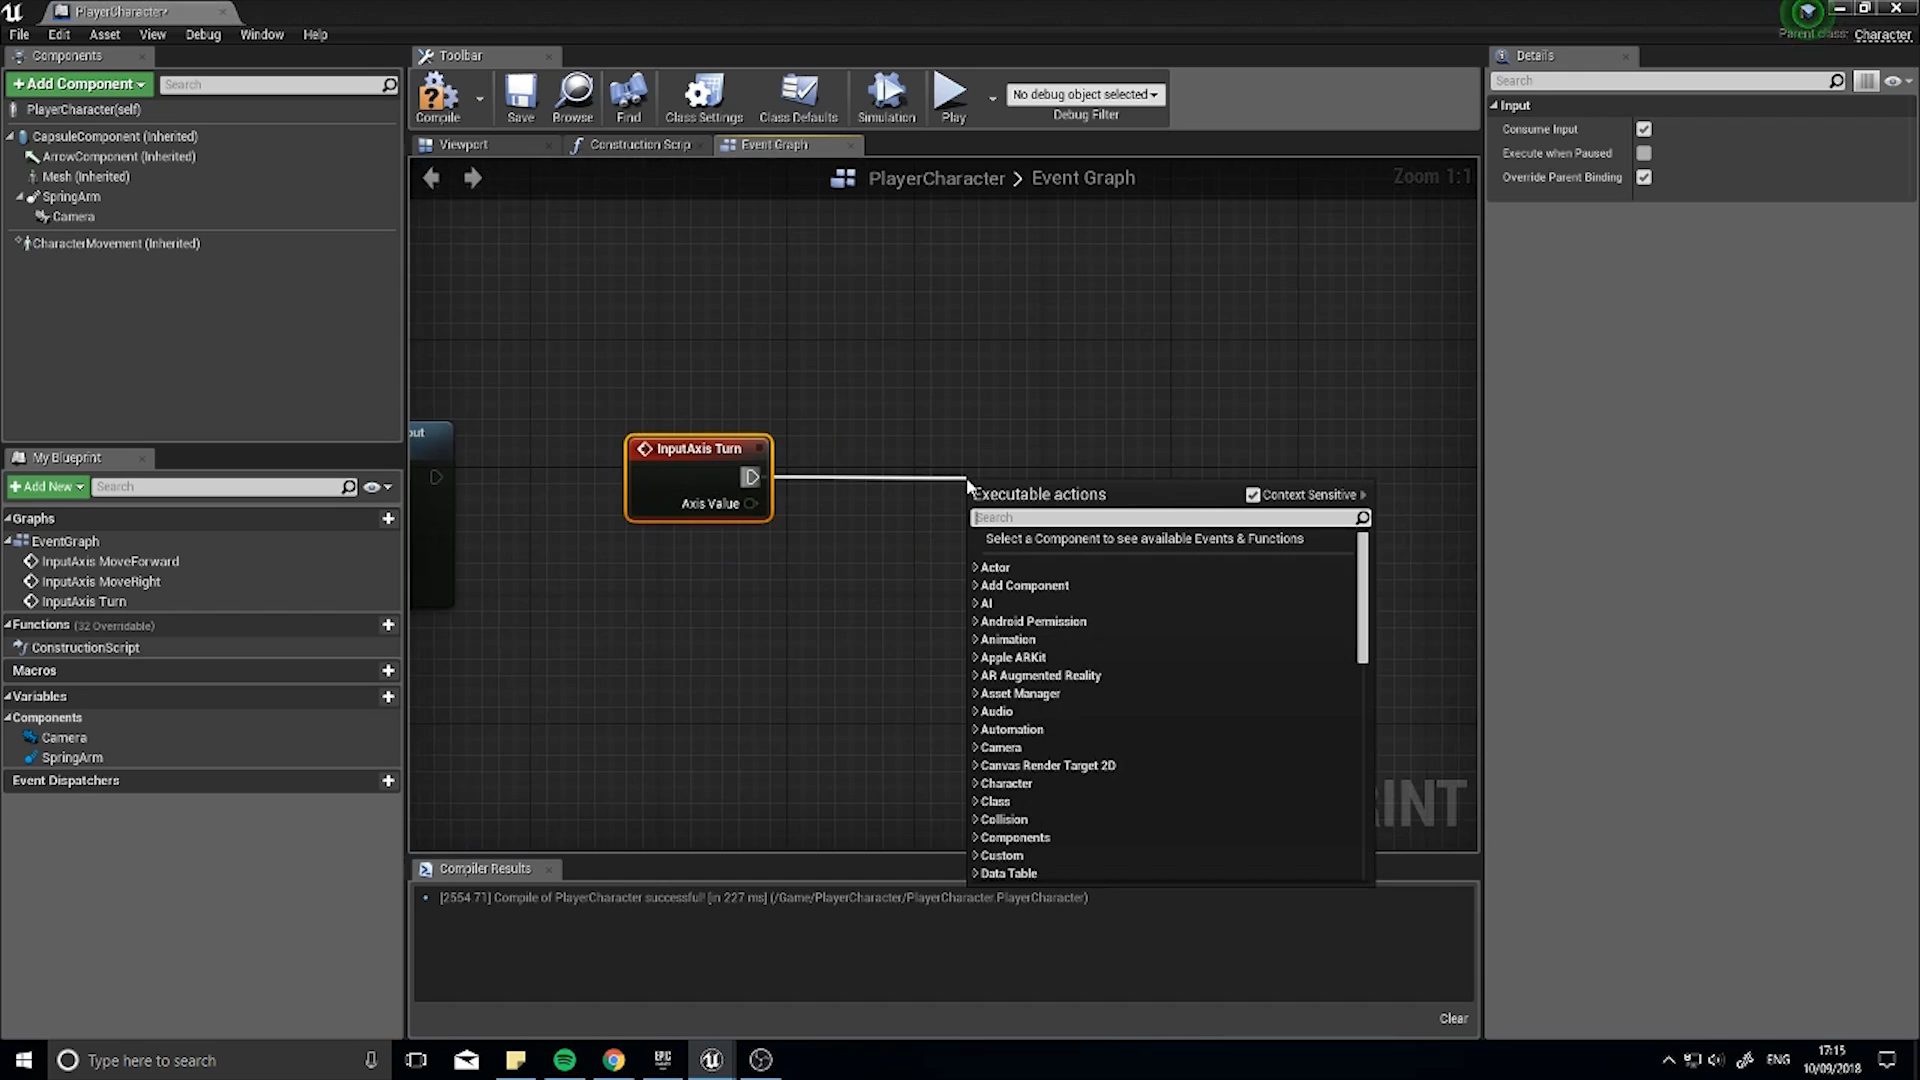 PlayerCharacter*
File Edit Asset View Debug Window Help
Parent class: Character
Components
+Add Component
Search
PlayerCharacter(self)
CapsuleComponent (Inherited)
ArrowComponent (Inherited)
Mesh (Inherited)
SpringArm
Camera
CharacterMovement (Inherited)
My Blueprint
+Add New
Search
Graphs
EventGraph
InputAxis MoveForward
InputAxis MoveRight
InputAxis Turn
Functions (32 Overridable)
ConstructionScript
Macros
Variables
Components
Camera
SpringArm
Event Dispatchers
Toolbar
Compile
Save
Browse
Find
Class Settings
Class Defaults
Simulation
Play
No debug object selected
Debug Filter
Viewport
Construction Scrip
Event Graph
PlayerCharacter > Event Graph
Zoom 1:1
out
InputAxis Turn
Axis Value
Executable actions
Context Sensitive
Search
Select a Component to see available Events & Functions
Actor
Add Component
AI
Android Permission
Animation
Apple ARKit
AR Augmented Reality
Asset Manager
Audio
Automation
Camera
Canvas Render Target 2D
Character
Class
Collision
Components
Custom
Data Table
RINT
Compiler Results
[2554.71] Compile of PlayerCharacter successful! [in 227 ms] (/Game/PlayerCharacter/PlayerCharacter.PlayerCharacter)
Clear
Details
Search
Input
Consume Input
Execute when Paused
Override Parent Binding
Type here to search
EPIC
ENG
17:15
10/09/2018